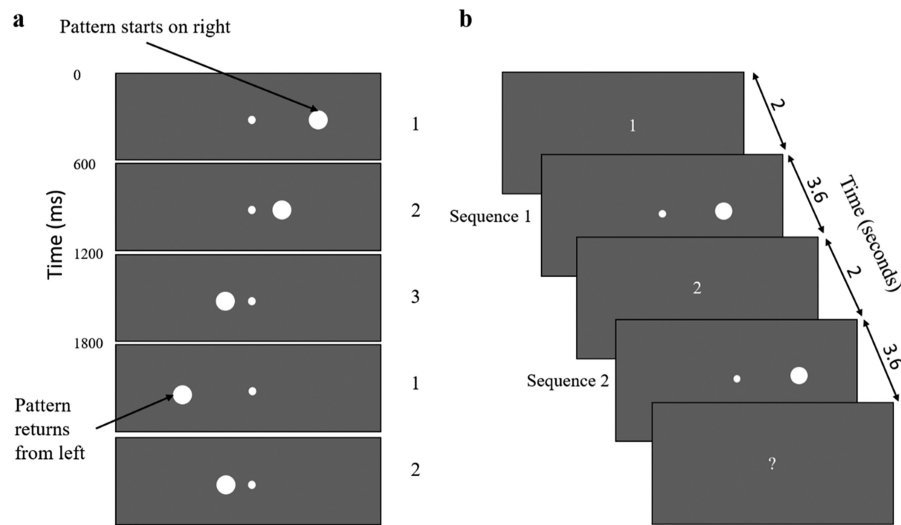 a
Pattern starts on right
0
1
600
2
1200
3
1800
1
Pattern
returns
from left
2
Time (ms)
b
1
2
Sequence 1
3.6
2
2
Sequence 2
3.6
?
Time (seconds)